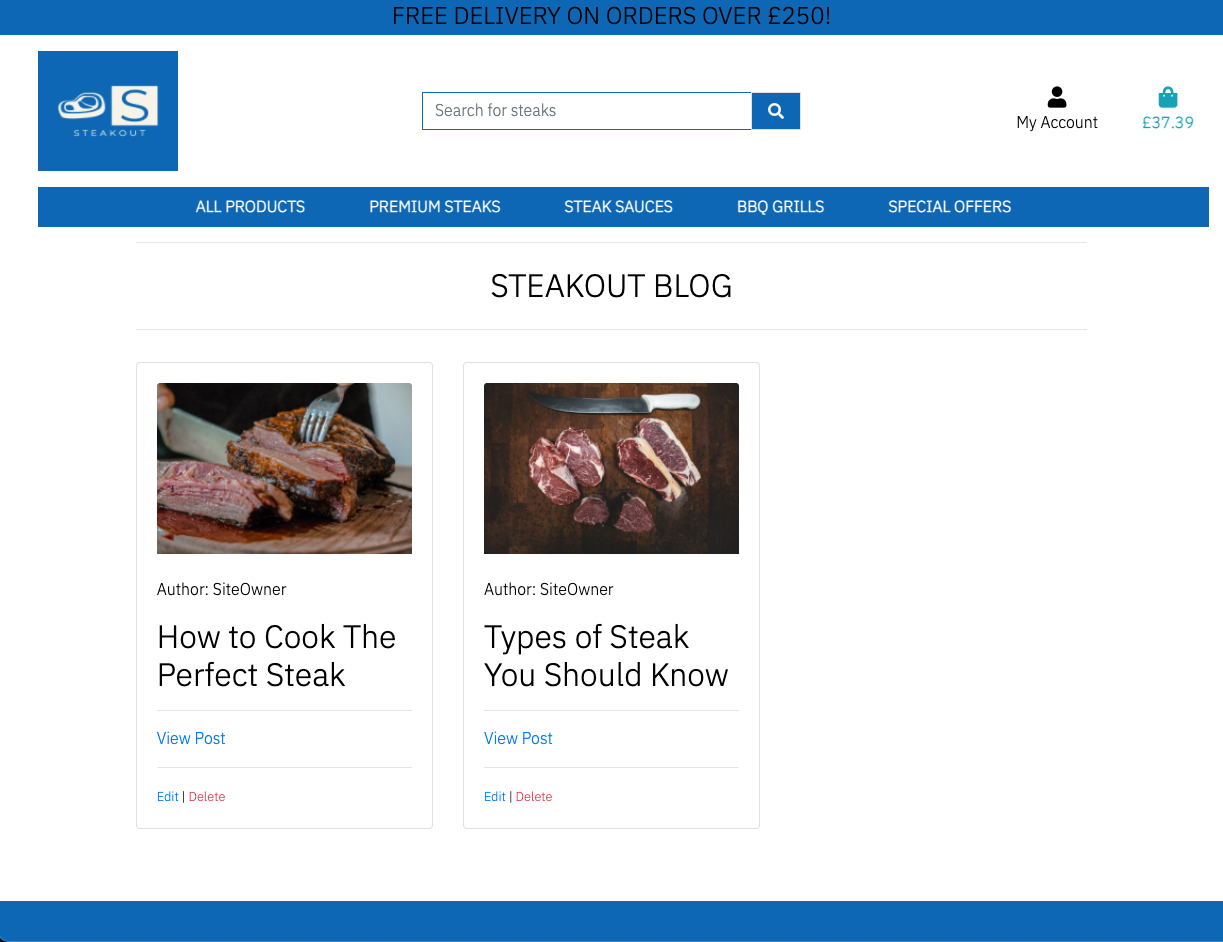 FREE DELIVERY ON ORDERS OVER £250!
S
STEAKOUT
Search for steaks
My Account
£37.39
ALL PRODUCTS
PREMIUM STEAKS
STEAK SAUCES
BBQ GRILLS
SPECIAL OFFERS
STEAKOUT BLOG
Author: SiteOwner
How to Cook The
Perfect Steak
View Post
Edit | Delete
Author: SiteOwner
Types of Steak
You Should Know
View Post
Edit | Delete